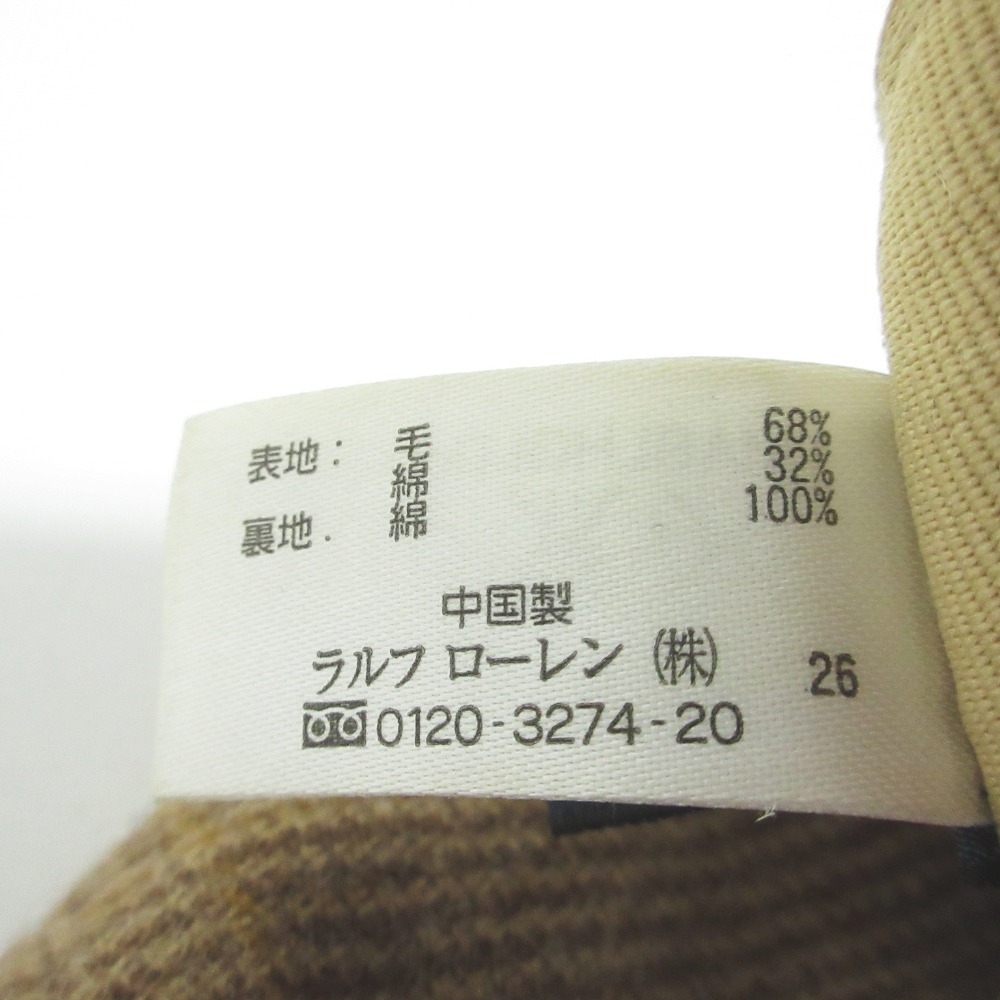 表地： 毛 68%
綿 32%
裏地． 綿 100%
中国製
ラルフ ローレン (株) 26
0120-3274-20